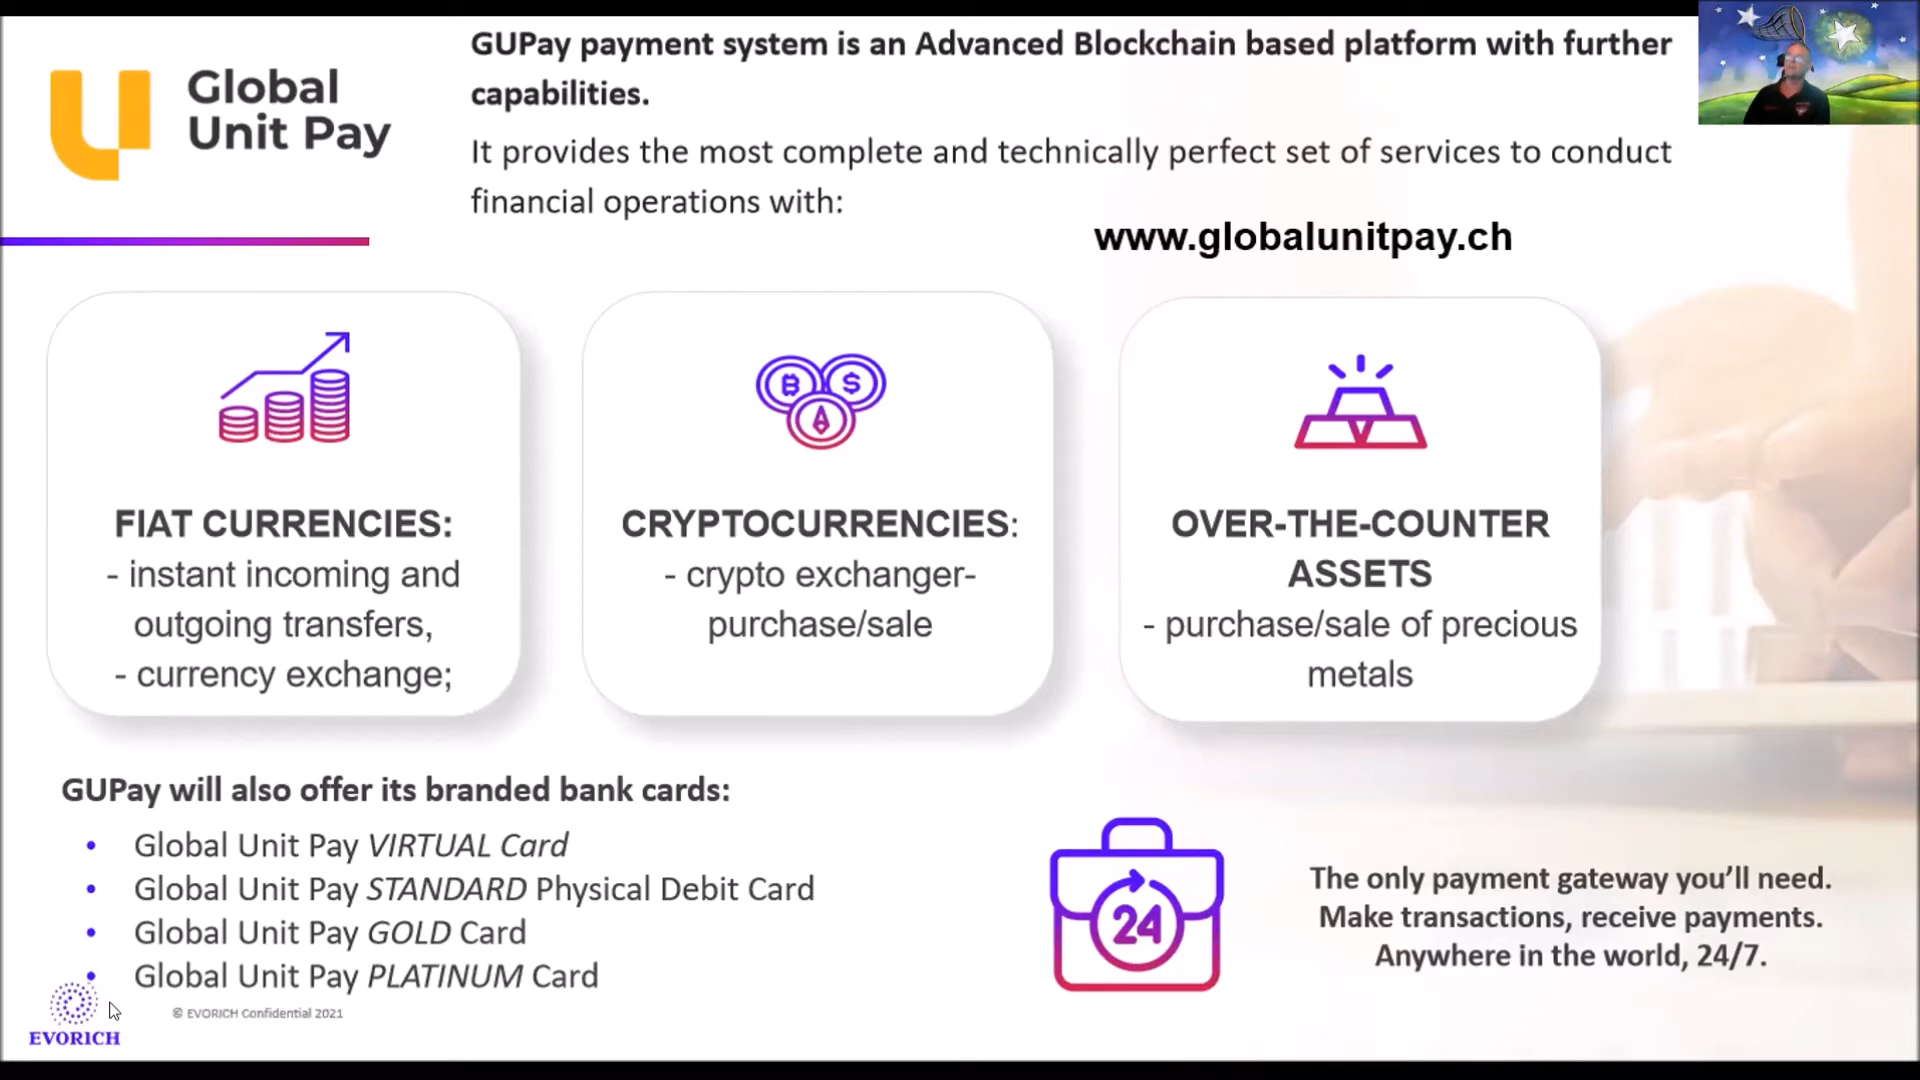 Global
Unit Pay
GUPay payment system is an Advanced Blockchain based platform with further
capabilities.
It provides the most complete and technically perfect set of services to conduct
financial operations with:
www.globalunitpay.ch
FIAT CURRENCIES:
- instant incoming and
outgoing transfers,
- currency exchange;
CRYPTOCURRENCIES:
- crypto exchanger-
purchase/sale
OVER-THE-COUNTER
ASSETS
- purchase/sale of precious
metals
GUPay will also offer its branded bank cards:
• Global Unit Pay VIRTUAL Card
• Global Unit Pay STANDARD Physical Debit Card
• Global Unit Pay GOLD Card
• Global Unit Pay PLATINUM Card
24
The only payment gateway you’ll need.
Make transactions, receive payments.
Anywhere in the world, 24/7.
© EVORICH Confidential 2021
EVORICH